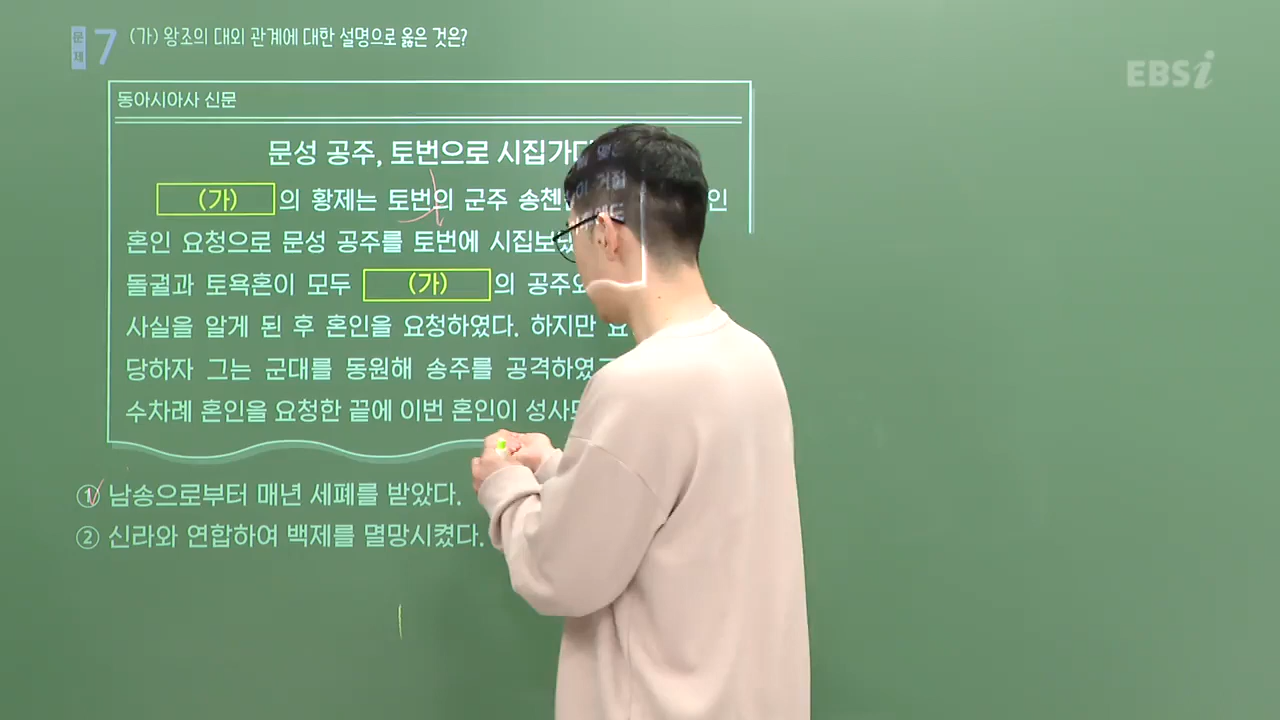 문제 7 (가) 왕조의 대외 관계에 대한 설명으로 옳은 것은?
EBSi
동아시아사 신문
문성 공주, 토번으로 시집가다
(가) 의 황제는 토번의 군주 송첸 인
혼인 요청으로 문성 공주를 토번에 시집보냈
돌궐과 토욕혼이 모두 (가) 의 공주와
사실을 알게 된 후 혼인을 요청하였다. 하지만
당하자 그는 군대를 동원해 송주를 공격하였고
수차례 혼인을 요청한 끝에 이번 혼인이
① 남송으로부터 매년 세폐를 받았다.
② 신라와 연합하여 백제를 멸망시켰다.